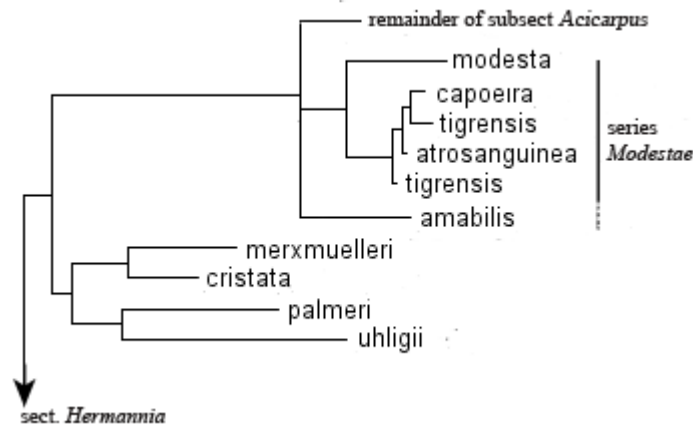 remainder of subsect Acicarpus
modesta
capoeira
tigrensis
atrosanguinea
tigrensis
amabilis
series
Modestae
merxmuelleri
cristata
palmeri
uhligii
sect. Hermannia